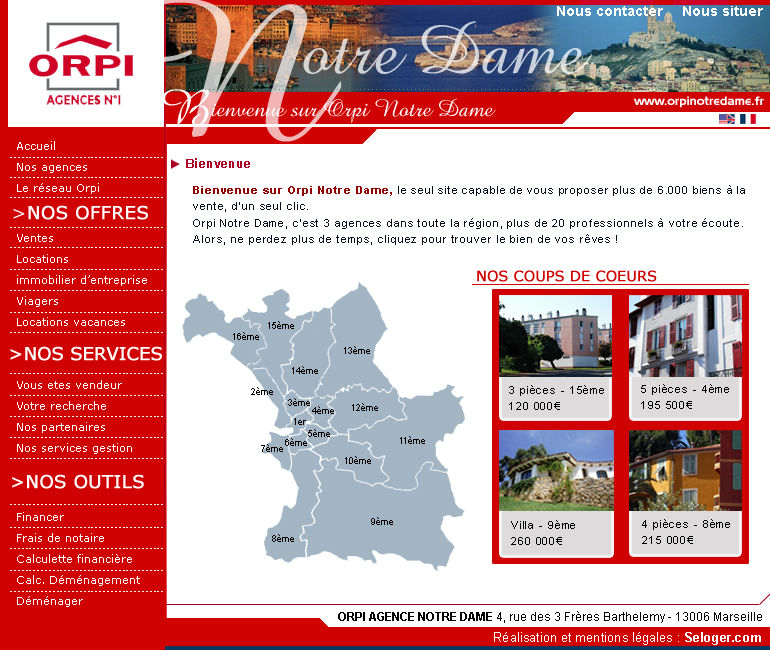 Nous contacter Nous situer
ORPI
AGENCES N°1
Notre Dame
Bienvenue sur Orpi Notre Dame
www.orpinotredame.fr
Accueil
Nos agences
Le réseau Orpi
>NOS OFFRES
Ventes
Locations
immobilier d'entreprise
Viagers
Locations vacances
>NOS SERVICES
Vous etes vendeur
Votre recherche
Nos partenaires
Nos services gestion
>NOS OUTILS
Financer
Frais de notaire
Calculette financière
Calc. Déménagement
Déménager
Bienvenue
Bienvenue sur Orpi Notre Dame, le seul site capable de vous proposer plus de 6.000 biens à la
vente, d'un seul clic.
Orpi Notre Dame, c'est 3 agences dans toute la région, plus de 20 professionnels à votre écoute.
Alors, ne perdez plus de temps, cliquez pour trouver le bien de vos rêves !
15ème
16ème
13ème
14ème
2ème
3ème
4ème
12ème
1er
5ème
6ème
11ème
7ème
10ème
9ème
8ème
NOS COUPS DE COEURS
3 pièces - 15ème
120 000€
5 pièces - 4ème
195 500€
Villa - 9ème
260 000€
4 pièces - 8ème
215 000€
ORPI AGENCE NOTRE DAME 4, rue des 3 Frères Barthelemy - 13006 Marseille
Réalisation et mentions légales : Seloger.com